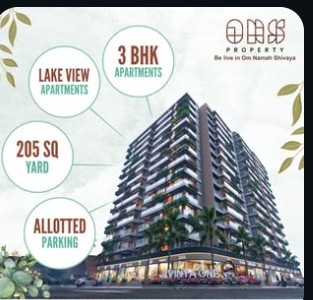 OMS
PROPERTY
Be live in Om Namah Shivaya
3 BHK
APARTMENTS
LAKE VIEW
APARTMENTS
205 SQ
YARD
ALLOTTED
PARKING
ONE